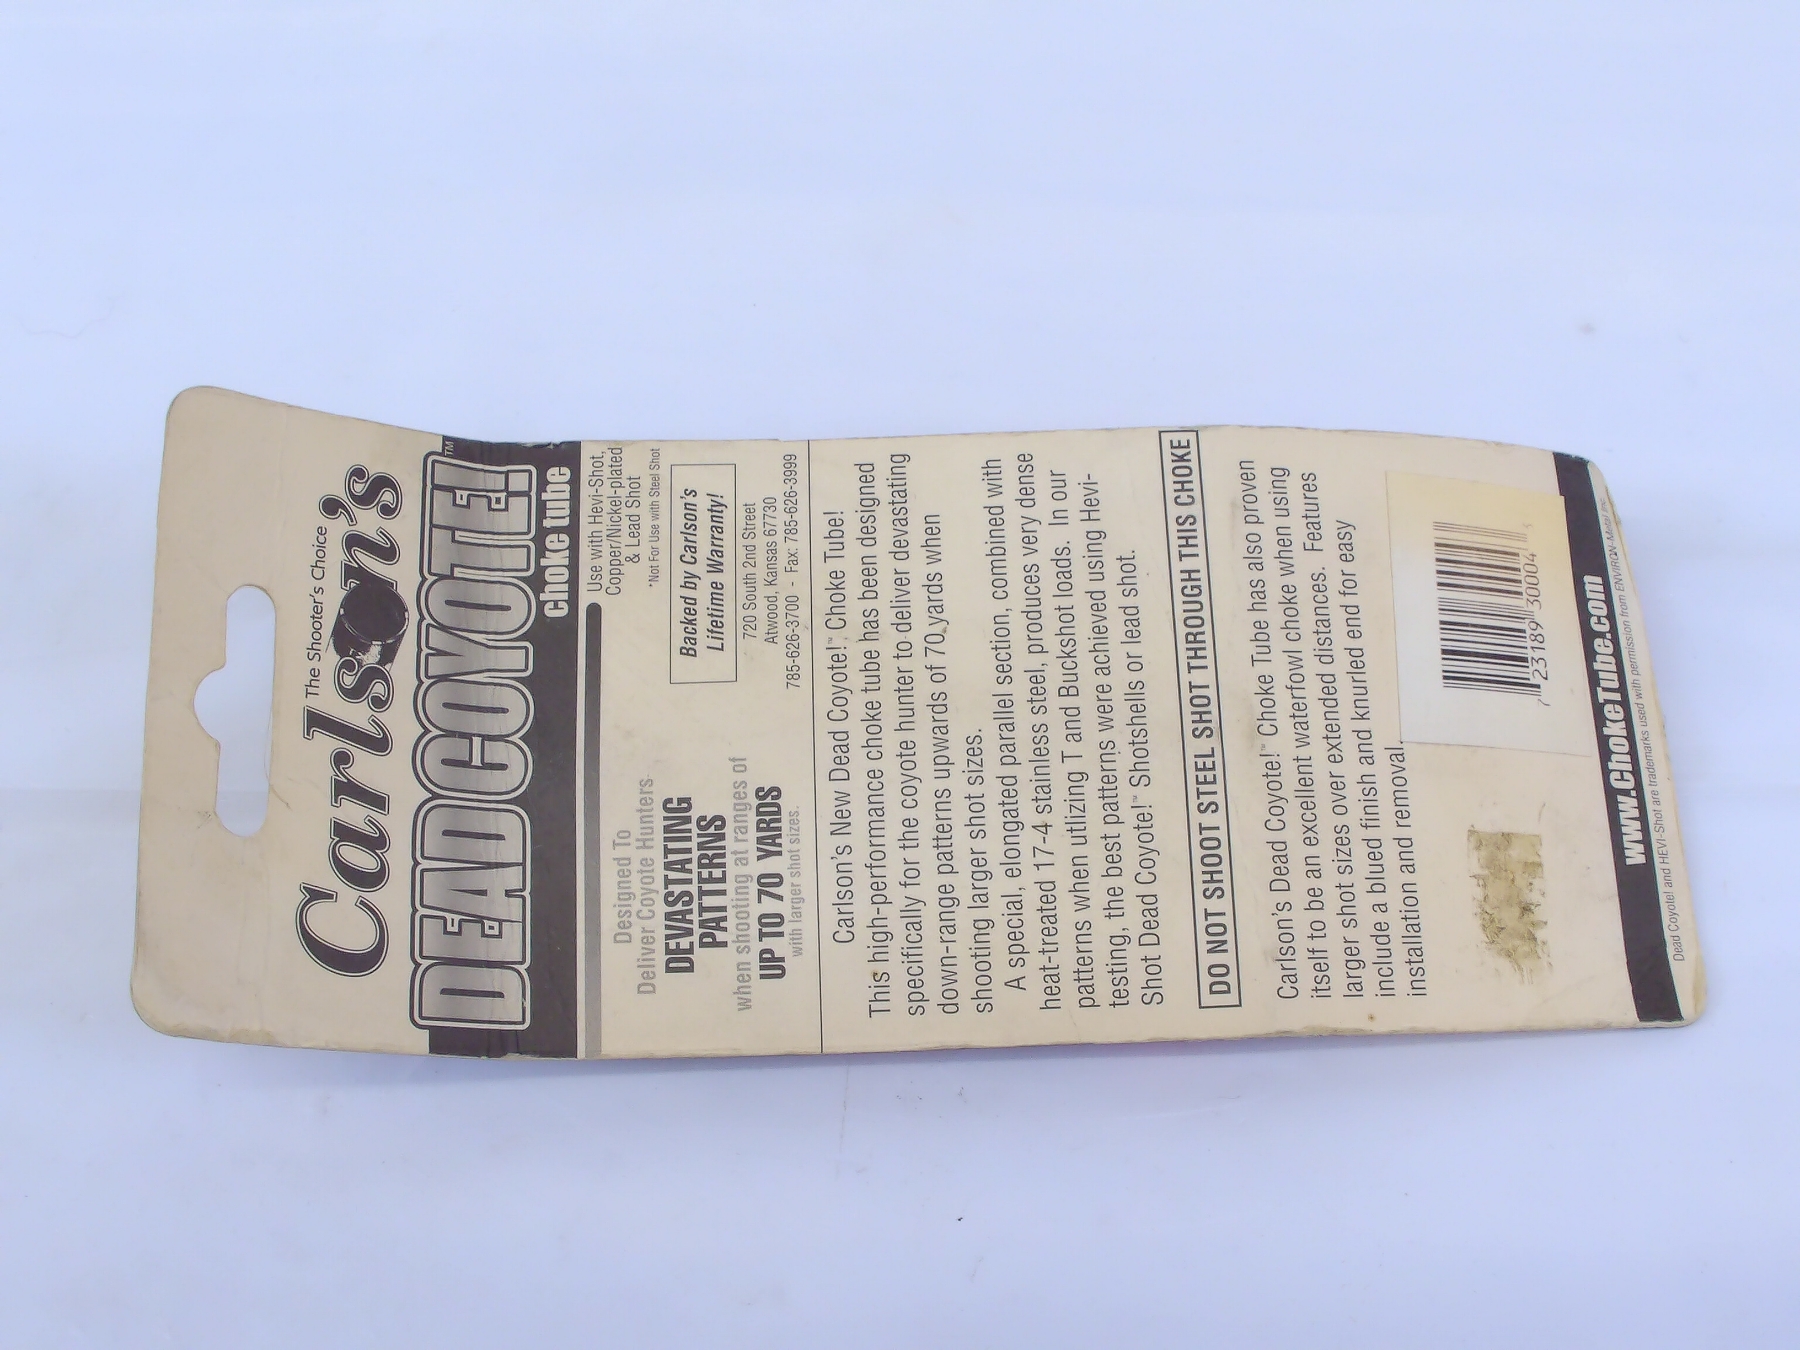 The Shooter's Choice
Carlson's
DEAD COYOTE!™
choke tube
Designed To
Deliver Coyote Hunters
DEVASTATING
PATTERNS
when shooting at ranges of
UP TO 70 YARDS
with larger shot sizes.
Use with Hevi-Shot,
Copper/Nickel-plated
& Lead Shot
*Not For Use with Steel Shot
Backed by Carlson's
Lifetime Warranty!
720 South 2nd Street
Atwood, Kansas 67730
785-626-3700 - Fax: 785-626-3999
Carlson's New Dead Coyote!™ Choke Tube!
This high-performance choke tube has been designed
specifically for the coyote hunter to deliver devastating
down-range patterns upwards of 70 yards when
shooting larger shot sizes.
A special, elongated parallel section, combined with
heat-treated 17-4 stainless steel, produces very dense
patterns when utlizing T and Buckshot loads. In our
testing, the best patterns were achieved using Hevi-
Shot Dead Coyote!™ Shotshells or lead shot.
DO NOT SHOOT STEEL SHOT THROUGH THIS CHOKE
Carlson's Dead Coyote!™ Choke Tube has also proven
itself to be an excellent waterfowl choke when using
larger shot sizes over extended distances. Features
include a blued finish and knurled end for easy
installation and removal.
7 23189 30004 3
www.ChokeTube.com
Dead Coyote! and HEVI-Shot are trademarks used with permission from ENVIRON-Metal Inc.